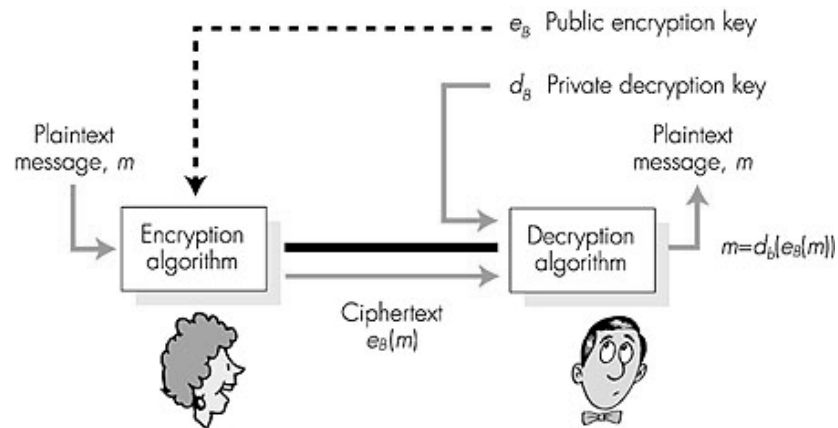 e_B Public encryption key
d_B Private decryption key
Plaintext
message, m
Plaintext
message, m
Encryption
algorithm
Decryption
algorithm
m=d_b(e_B(m))
Ciphertext
e_B(m)